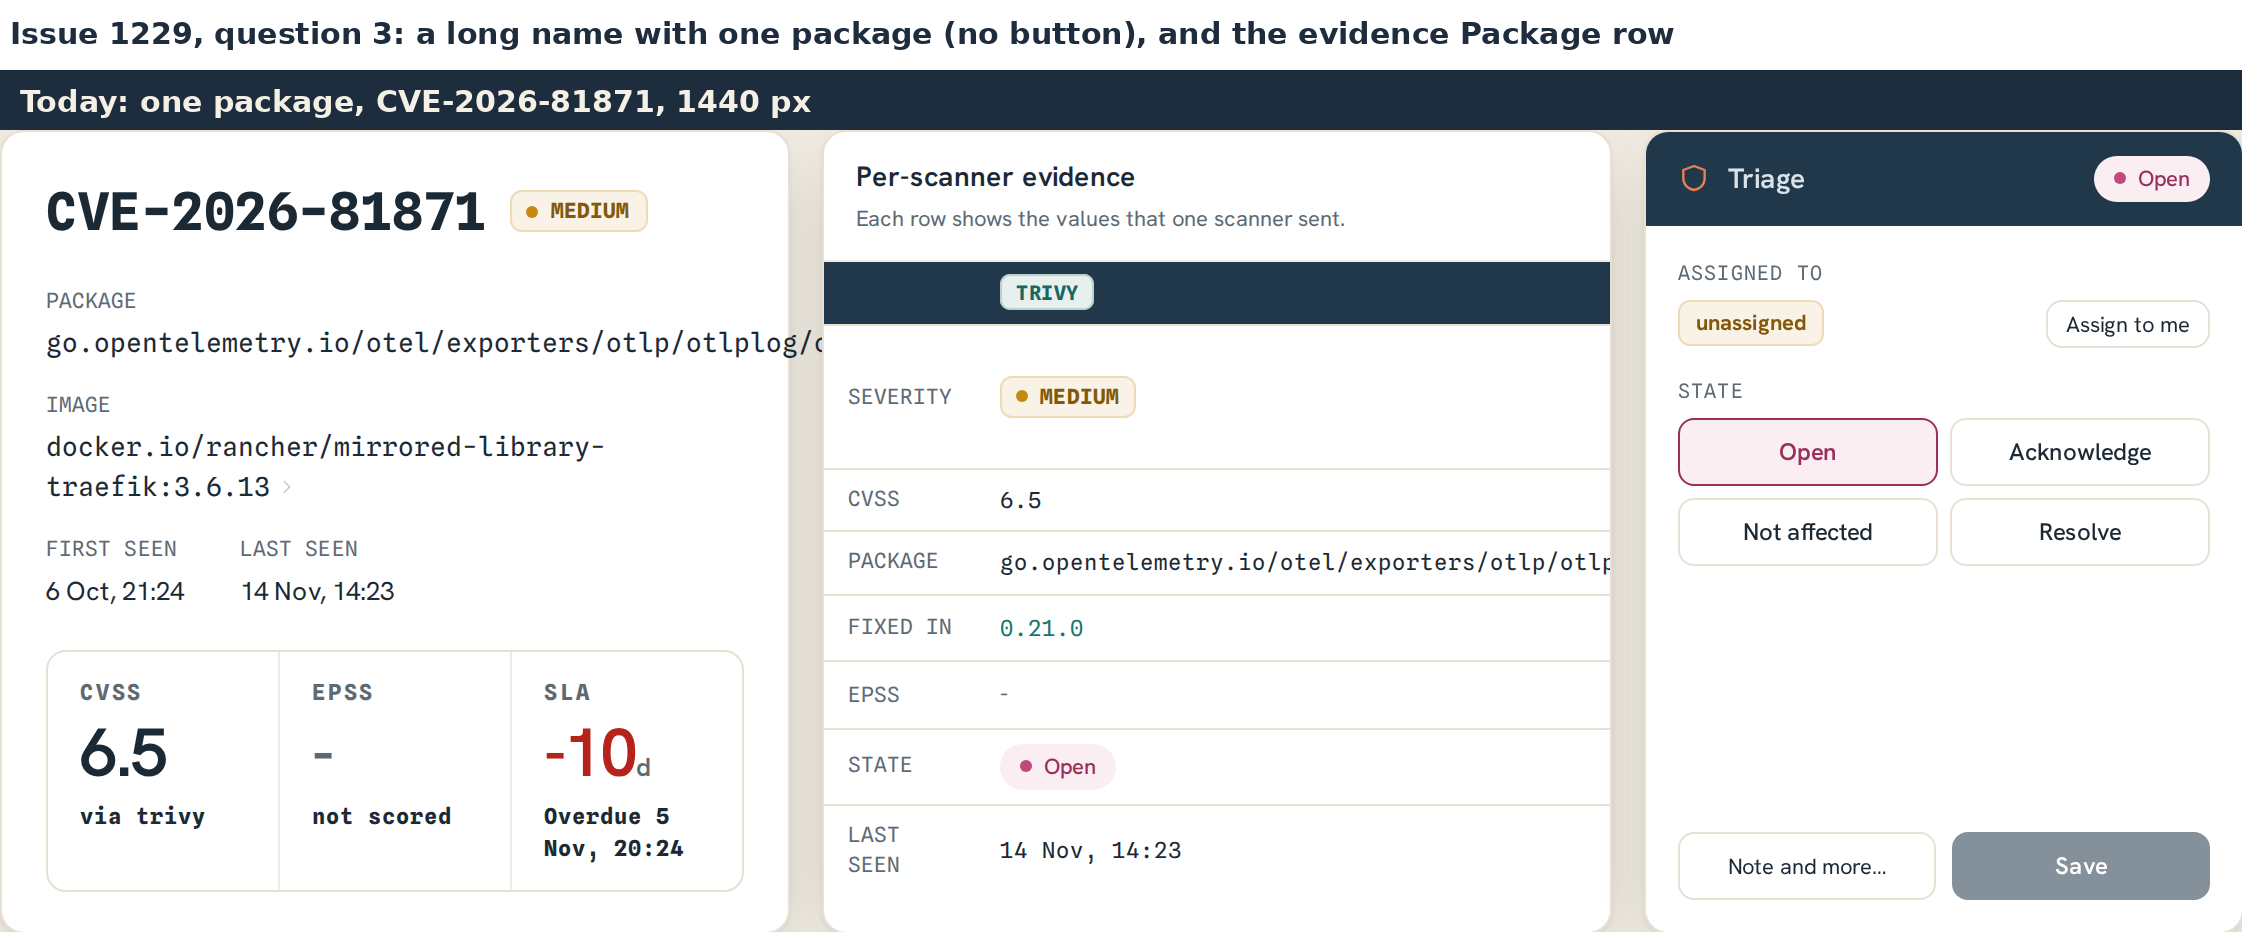 Issue 1229, question 3: a long name with one package (no button), and the evidence Package row
Today: one package, CVE-2026-81871, 1440 px
CVE-2026-81871
MEDIUM
PACKAGE
go.opentelemetry.io/otel/exporters/otlp/otlplog/
IMAGE
docker.io/rancher/mirrored-library-
traefik:3.6.13
FIRST SEEN
LAST SEEN
6 Oct, 21:24
14 Nov, 14:23
CVSS
6.5
via trivy
EPSS
-
not scored
SLA
-10d
Overdue 5
Nov, 20:24
Per-scanner evidence
Each row shows the values that one scanner sent.
TRIVY
SEVERITY
MEDIUM
CVSS
6.5
PACKAGE
go.opentelemetry.io/otel/exporters/otlp/otlp
FIXED IN
0.21.0
EPSS
-
STATE
Open
LAST
SEEN
14 Nov, 14:23
Triage
Open
ASSIGNED TO
unassigned
Assign to me
STATE
Open
Acknowledge
Not affected
Resolve
Note and more...
Save